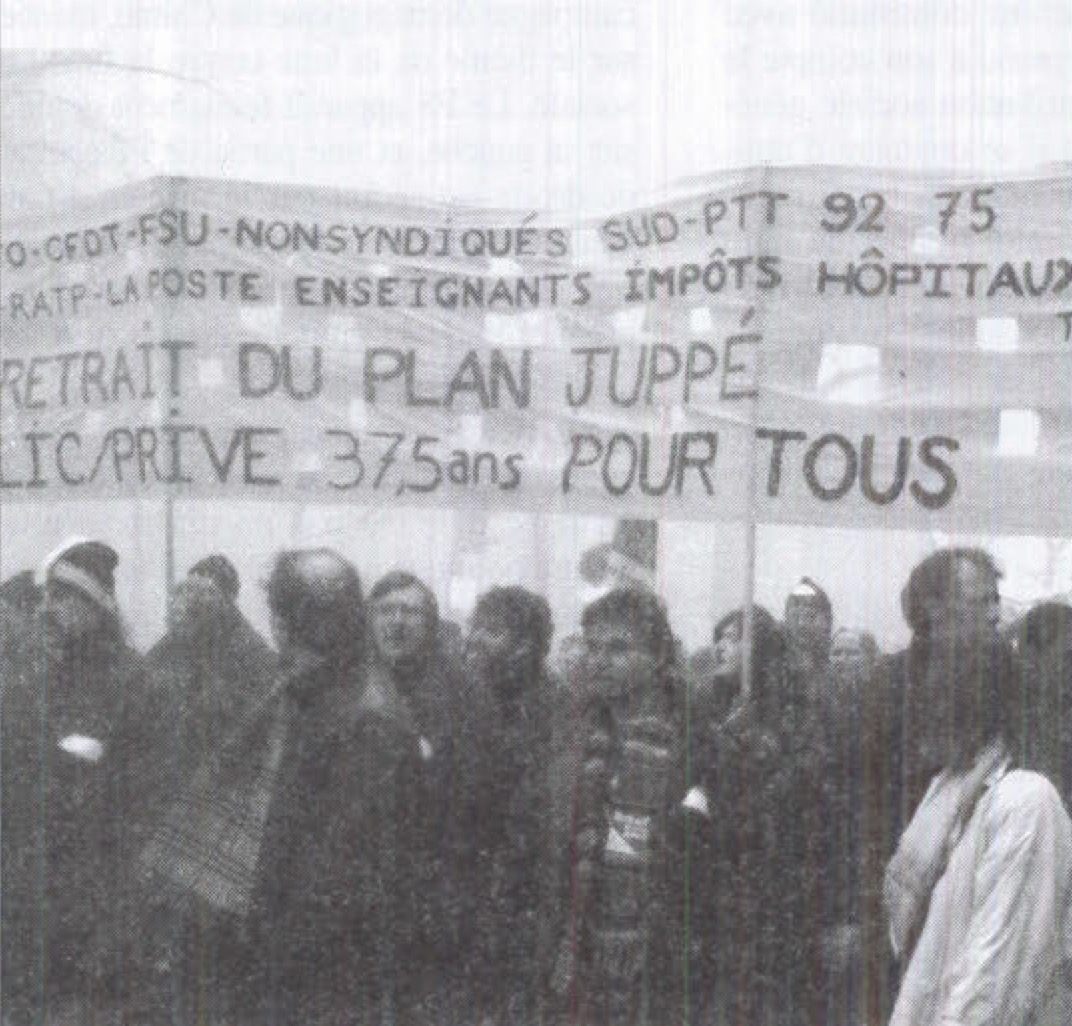 O-CFDT-FSU-NONSYNDIQUÉS SUD-PTT 92 75
-RATP-LA POSTE ENSEIGNANTS IMPÔTS HÔPITAUX
T
RETRAIT DU PLAN JUPPÉ
LIC/PRIVE 37,5ans POUR TOUS